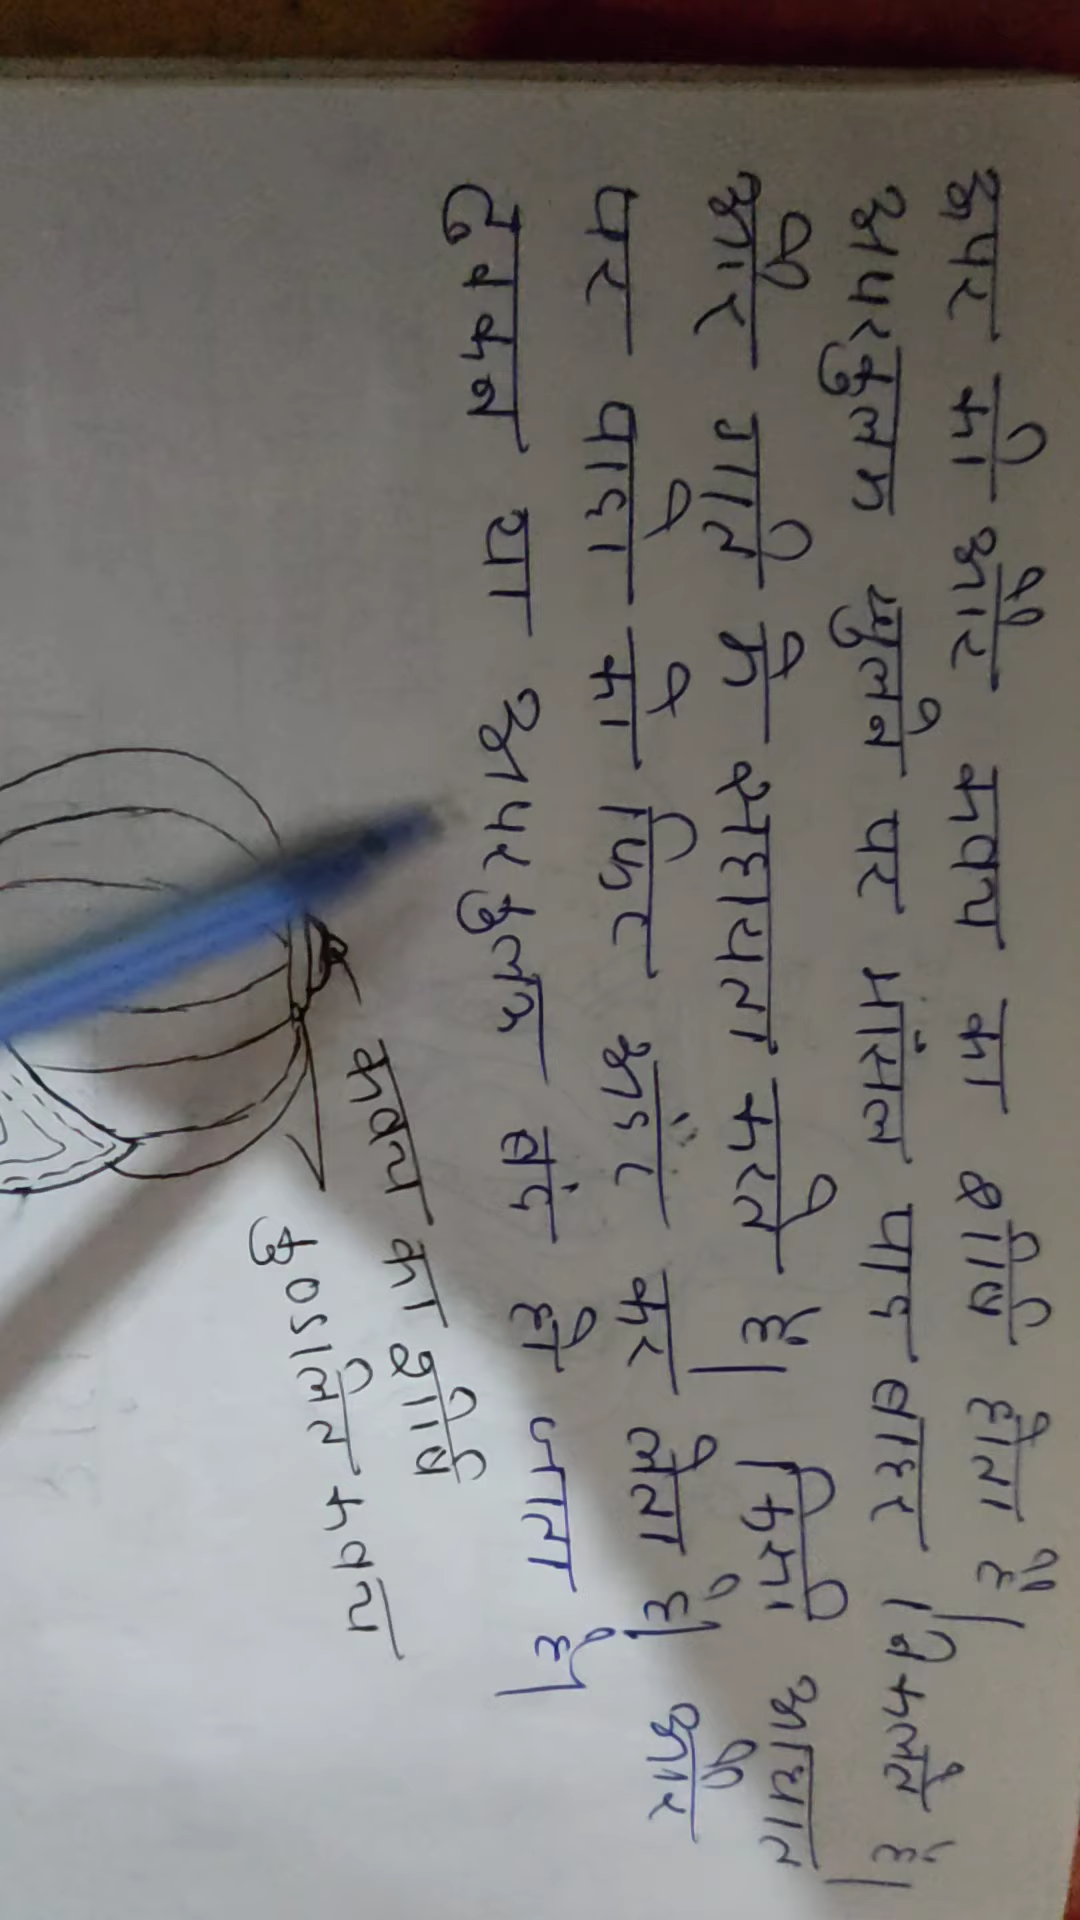 ऊपर की ओर कवच का शीर्ष होता है।
अपरकुलम खुलने पर मांसल पाद बाहर निकलते है।
और गति के सहायता करते है। किसी आघात
पर पादो को फिट अंदर कर लेता है। और
ढक्कन या अपरकुलम बंद हो जाता है।
कवच का शीर्ष
कुण्डलित कवच